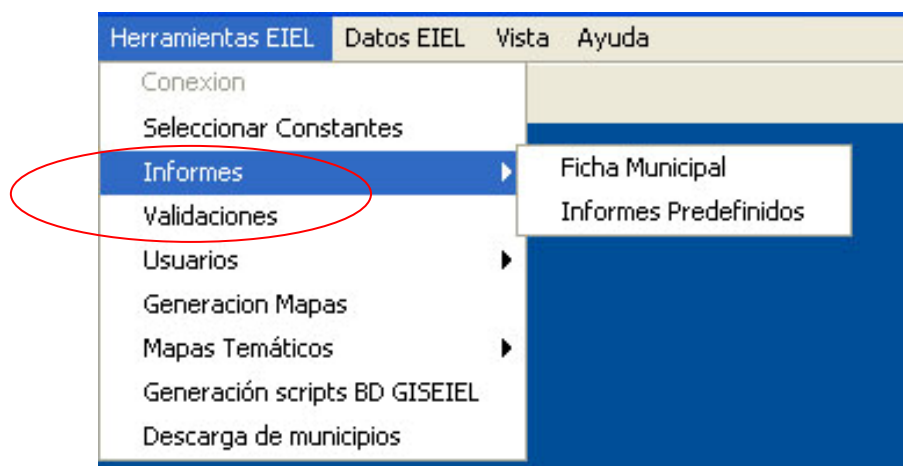 Herramientas EIEL Datos EIEL Vista Ayuda
Conexion
Seleccionar Constantes
Informes
Ficha Municipal
Validaciones
Informes Predefinidos
Usuarios
Generacion Mapas
Mapas Temáticos
Generación scripts BD GISEIEL
Descarga de municipios